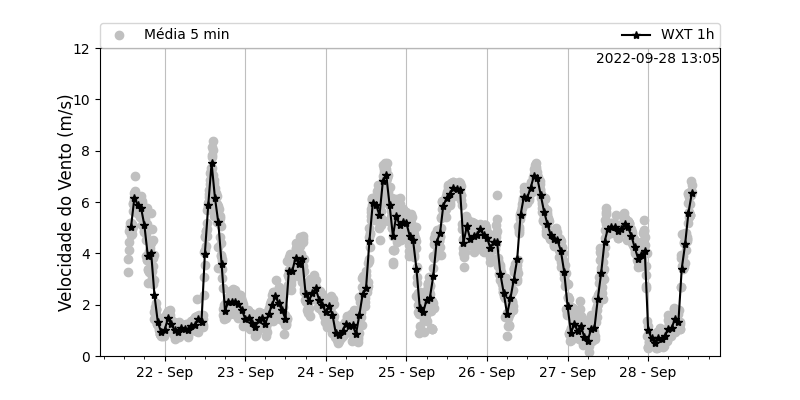 Média 5 min WXT 1h
2022-09-28 13:05
Velocidade do Vento (m/s)
12
10
8
6
4
2
0
22 - Sep 23 - Sep 24 - Sep 25 - Sep 26 - Sep 27 - Sep 28 - Sep